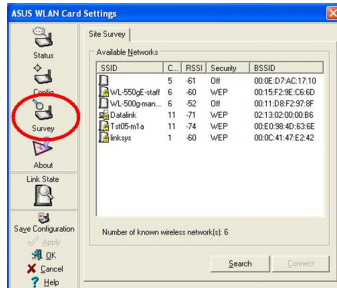 ASUS WLAN Card Settings
Status
Config
Survey
About
Link State
Save Configuration
Apply
OK
Cancel
Help
Site Survey
Available Networks
SSID C... RSSI Security BSSID
5 -61 Off 00:0E:D7:AC:17:10
WL-550gE-staff 6 -60 WEP 00:15:F2:9E:C6:6D
WL-500g-man... 6 -52 Off 00:11:D8:F2:97:8F
Datalink 11 -71 WEP 02:13:02:00:00:B6
Tst05-m1a 11 -74 WEP 00:E0:98:4D:63:6E
linksys 1 -60 WEP 00:0C:41:47:E2:42
Number of known wireless network(s): 6
Search Connect